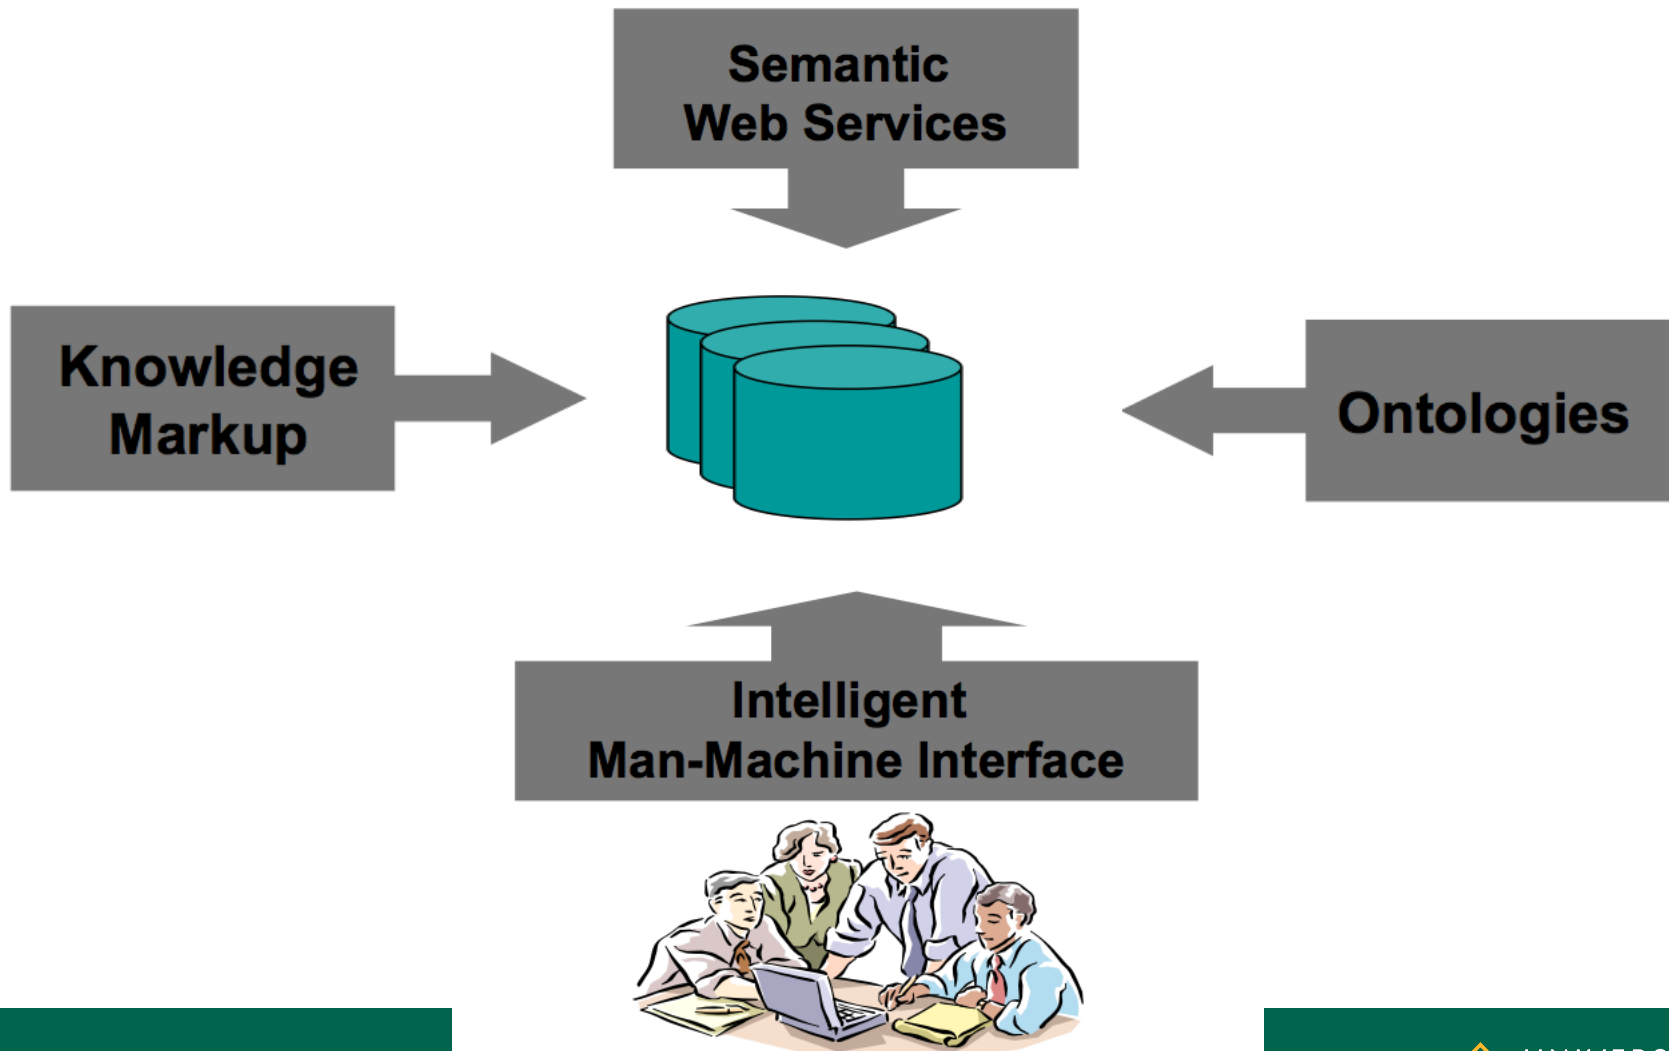 Semantic
Web Services
Knowledge
Markup
Ontologies
Intelligent
Man-Machine Interface